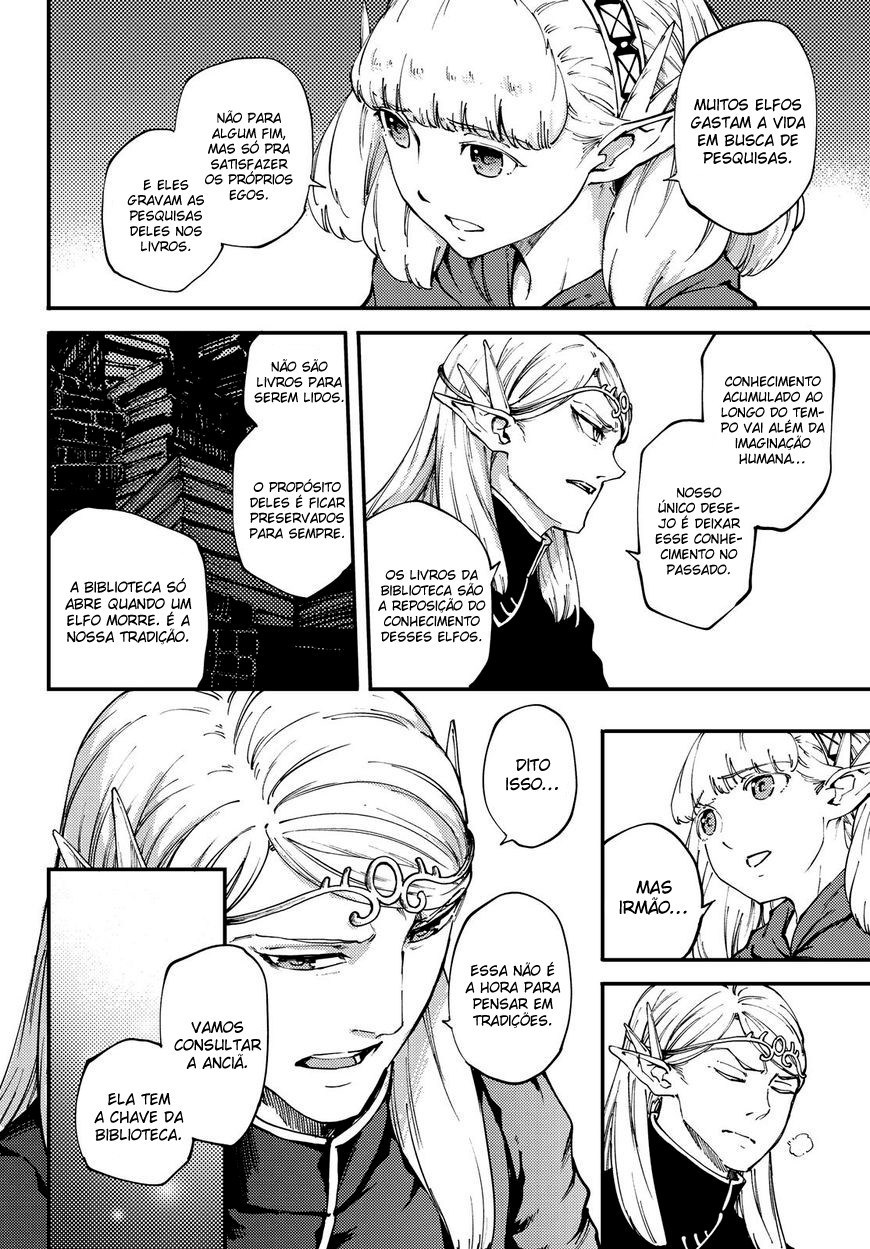 MUITOS ELFOS
GASTAM A VIDA
EM BUSCA DE
PESQUISAS.
NÃO PARA
ALGUM FIM,
MAS SÓ PRA
SATISFAZER
OS PRÓPRIOS
EGOS.
E ELES
GRAVAM AS
PESQUISAS
DELES NOS
LIVROS.
CONHECIMENTO
ACUMULADO AO
LONGO DO TEM-
PO VAI ALÉM DA
IMAGINAÇÃO
HUMANA...
NOSSO
ÚNICO DESE-
JO É DEIXAR
ESSE CONHE-
CIMENTO NO
PASSADO.
OS LIVROS DA
BIBLIOTECA SÃO
A REPOSIÇÃO DO
CONHECIMENTO
DESSES ELFOS.
NÃO SÃO
LIVROS PARA
SEREM LIDOS.
O PROPÓSITO
DELES É FICAR
PRESERVADOS
PARA SEMPRE.
A BIBLIOTECA SÓ
ABRE QUANDO UM
ELFO MORRE. É A
NOSSA TRADIÇÃO.
MAS
IRMÃO...
DITO
ISSO...
ESSA NÃO É
A HORA PARA
PENSAR EM
TRADIÇÕES.
VAMOS
CONSULTAR
A ANCIÃ.
ELA TEM
A CHAVE DA
BIBLIOTECA.